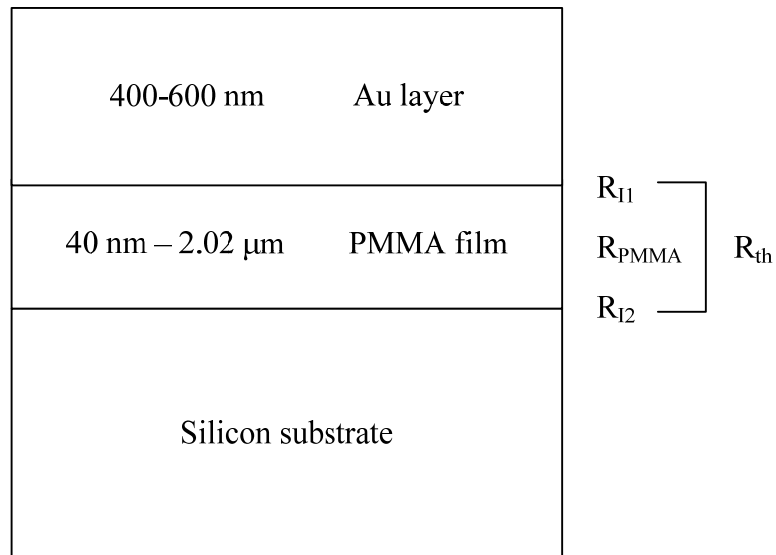 400-600 nm Au layer
R_I1
40 nm – 2.02 μm PMMA film
R_PMMA
R_th
R_I2
Silicon substrate